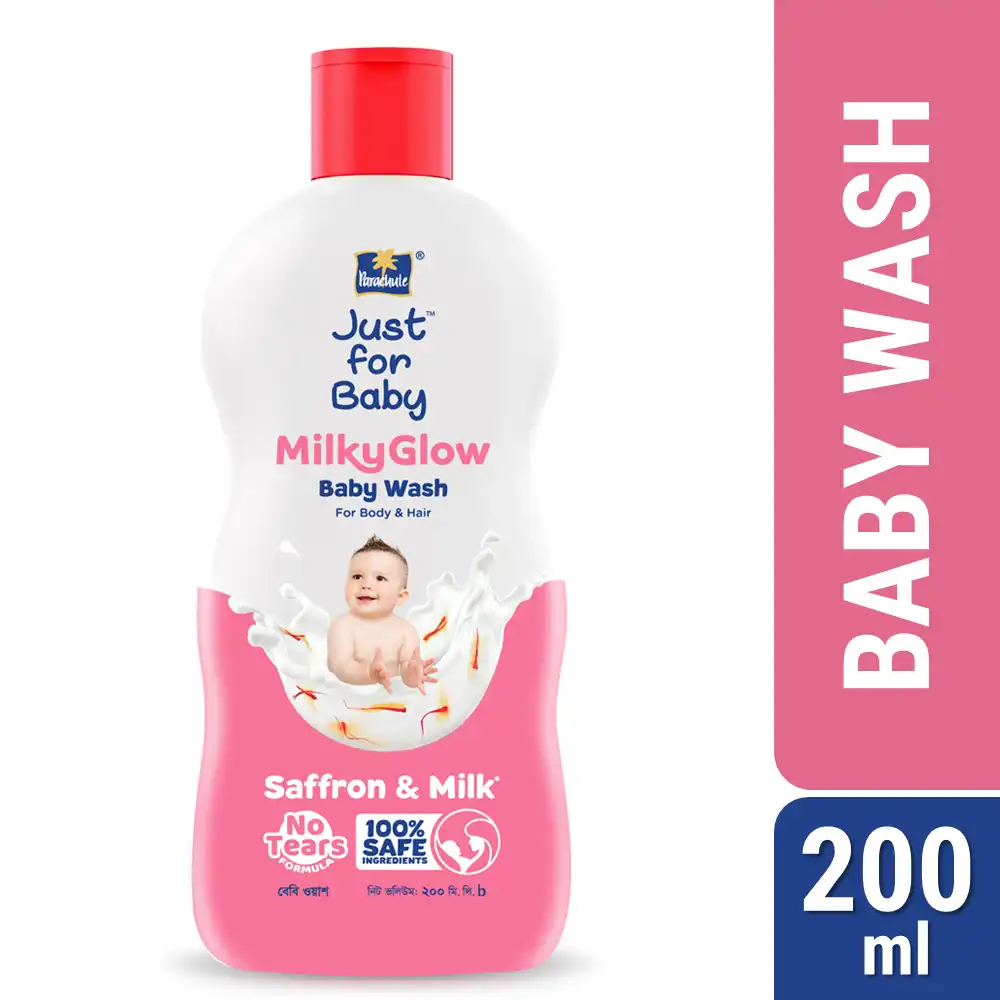 Parachute®
Just™
for
Baby
MilkyGlow
Baby Wash
For Body & Hair
Saffron & Milk*
No
Tears
FORMULA
100%
SAFE
INGREDIENTS
বেবি ওয়াশ
নিট ভলিউম: ২০০ মি. লি. b
BABY WASH
200
ml